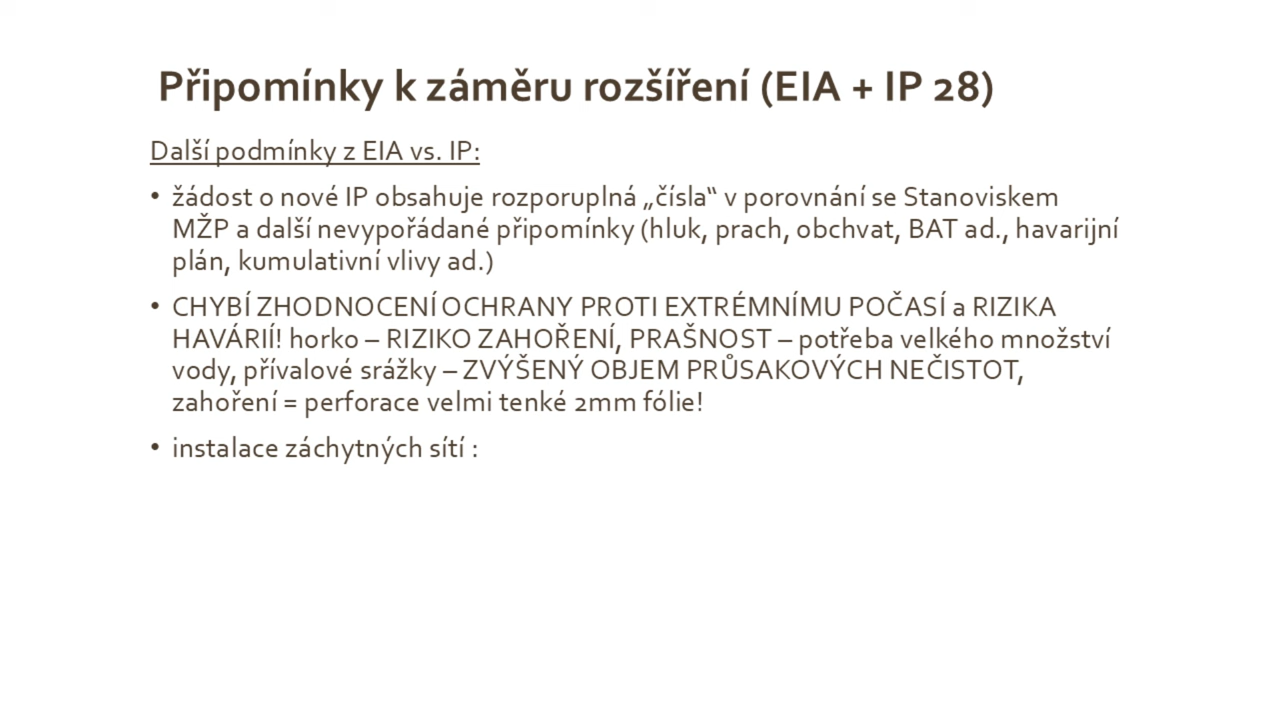 Připomínky k záměru rozšíření (EIA + IP 28)
Další podmínky z EIA vs. IP:
• žádost o nové IP obsahuje rozporuplná „čísla“ v porovnání se Stanoviskem
MŽP a další nevypořádané připomínky (hluk, prach, obchvat, BAT ad., havarijní
plán, kumulativní vlivy ad.)
• CHYBÍ ZHODNOCENÍ OCHRANY PROTI EXTRÉMNÍMU POČASÍ a RIZIKA
HAVÁRIÍ! horko – RIZIKO ZAHOŘENÍ, PRAŠNOST – potřeba velkého množství
vody, přívalové srážky – ZVÝŠENÝ OBJEM PRŮSAKOVÝCH NEČISTOT,
zahoření = perforace velmi tenké 2mm fólie!
• instalace záchytných sítí :